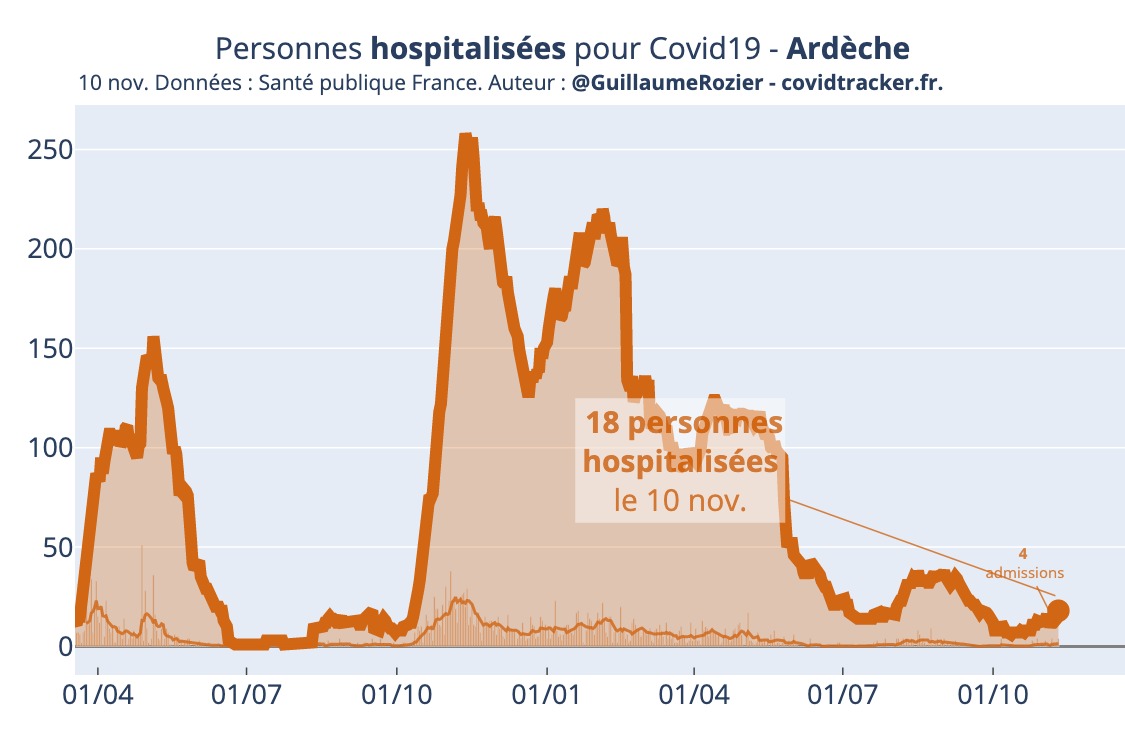 Personnes hospitalisées pour Covid19 - Ardèche
10 nov. Données : Santé publique France. Auteur : @GuillaumeRozier - covidtracker.fr.
250
200
150
100
50
0
18 personnes
hospitalisées
le 10 nov.
4
admissions
01/04
01/07
01/10
01/01
01/04
01/07
01/10